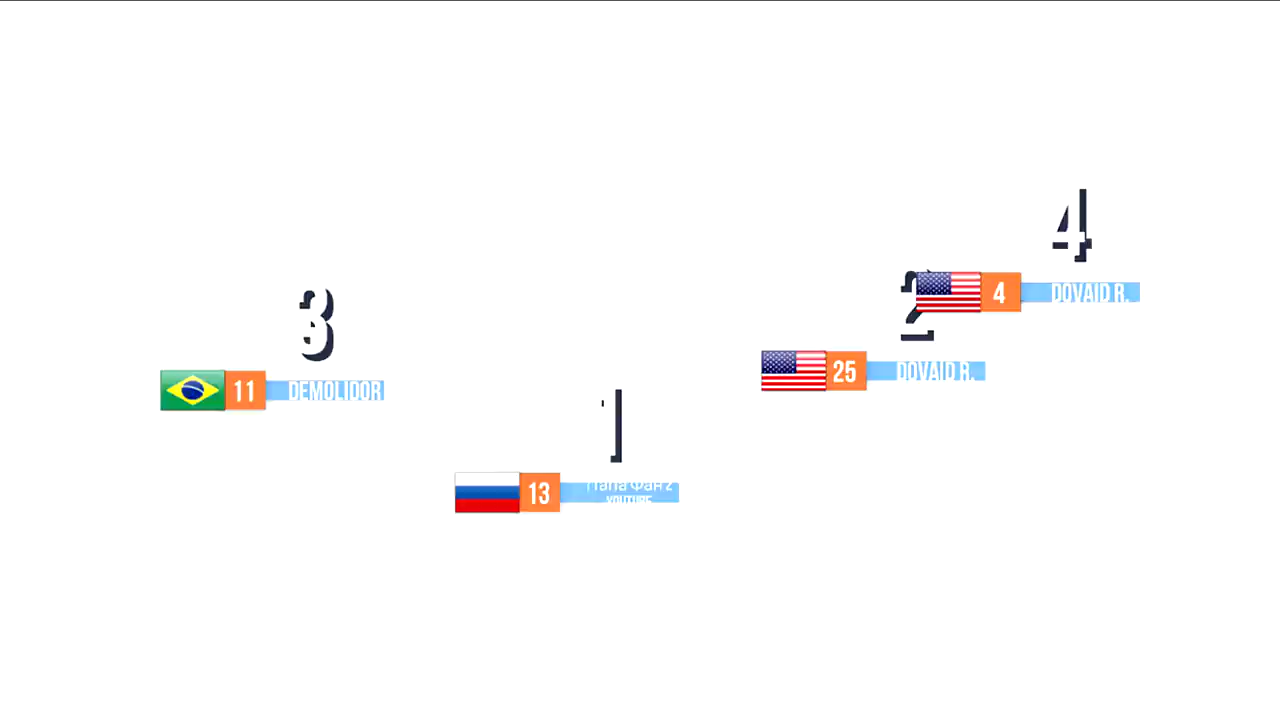 4
2
4 DOVAID R.
3
25 DOVAID R.
11 DEMOLIDOR
1
13 Папа Фан 2
YOUTUBE